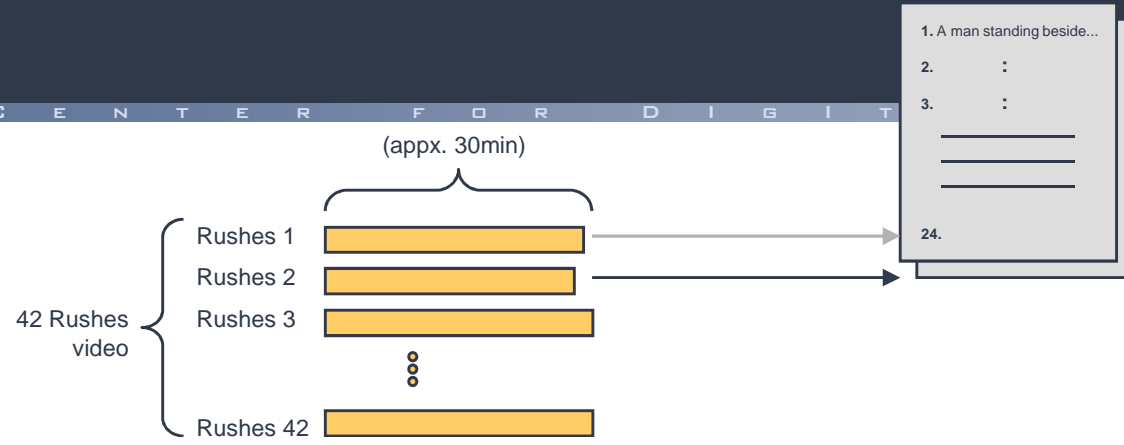 1. A man standing beside...
2. :
3. :
24.
C E N T E R F O R D I G I T
(appx. 30min)
Rushes 1
Rushes 2
42 Rushes
video
Rushes 3
Rushes 42